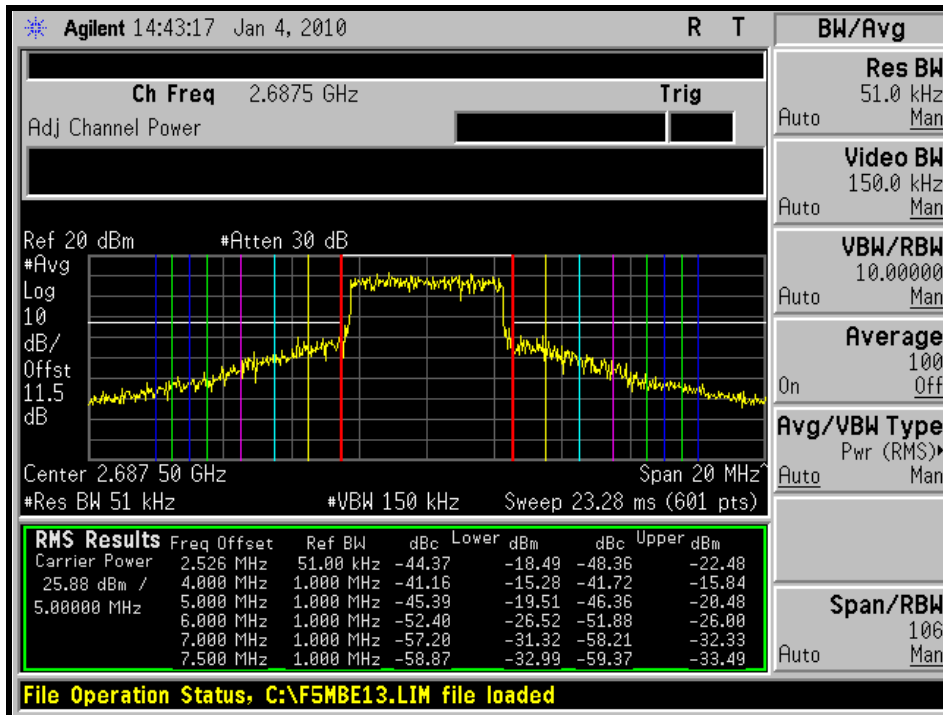 Agilent 14:43:17 Jan 4, 2010 R T
Ch Freq 2.6875 GHz Trig
Adj Channel Power
Ref 20 dBm #Atten 30 dB
#Avg
Log
10
dB/
Offst
11.5
dB
Center 2.687 50 GHz Span 20 MHz^
#Res BW 51 kHz #VBW 150 kHz Sweep 23.28 ms (601 pts)
RMS Results Freq Offset Ref BW dBc Lower dBm dBc Upper dBm
Carrier Power 2.526 MHz 51.00 kHz -44.37 -18.49 -48.36 -22.48
25.88 dBm / 4.000 MHz 1.000 MHz -41.16 -15.28 -41.72 -15.84
5.00000 MHz 5.000 MHz 1.000 MHz -45.39 -19.51 -46.36 -20.48
6.000 MHz 1.000 MHz -52.40 -26.52 -51.88 -26.00
7.000 MHz 1.000 MHz -57.20 -31.32 -58.21 -32.33
7.500 MHz 1.000 MHz -58.87 -32.99 -59.37 -33.49
File Operation Status, C:\F5MBE13.LIM file loaded
BW/Avg
Res BW
51.0 kHz
Auto Man
Video BW
150.0 kHz
Auto Man
VBW/RBW
10.00000
Auto Man
Average
100
On Off
Avg/VBW Type
Pwr (RMS)▸
Auto Man
Span/RBW
106
Auto Man